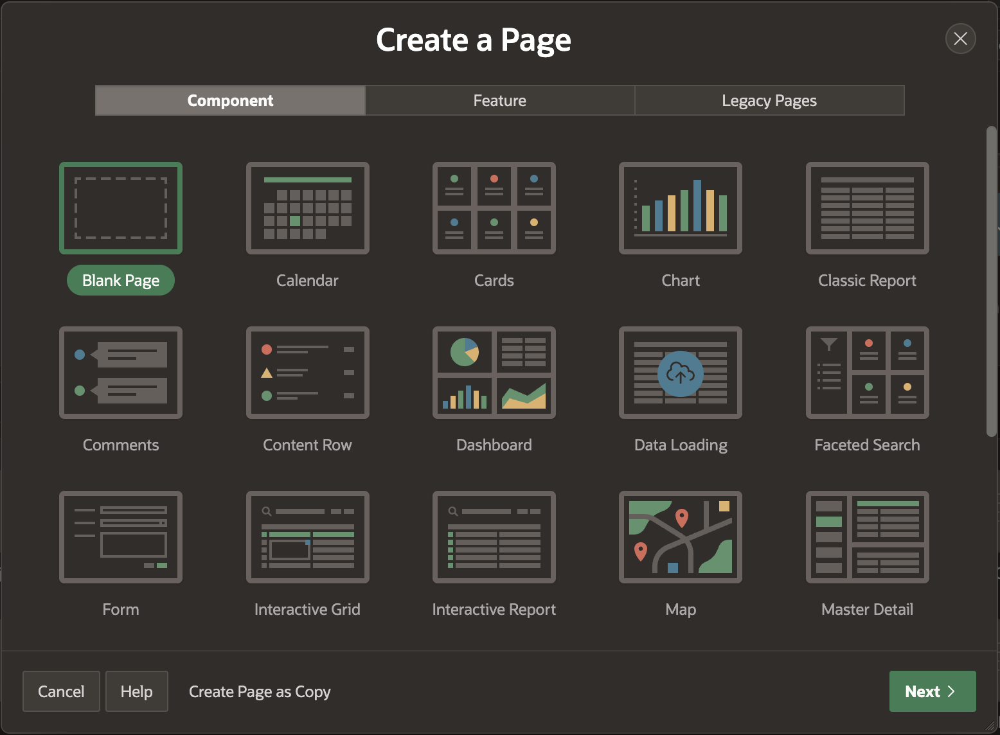 Create a Page
Component
Feature
Legacy Pages
Blank Page
Calendar
Cards
Chart
Classic Report
Comments
Content Row
Dashboard
Data Loading
Faceted Search
Form
Interactive Grid
Interactive Report
Map
Master Detail
Cancel
Help
Create Page as Copy
Next